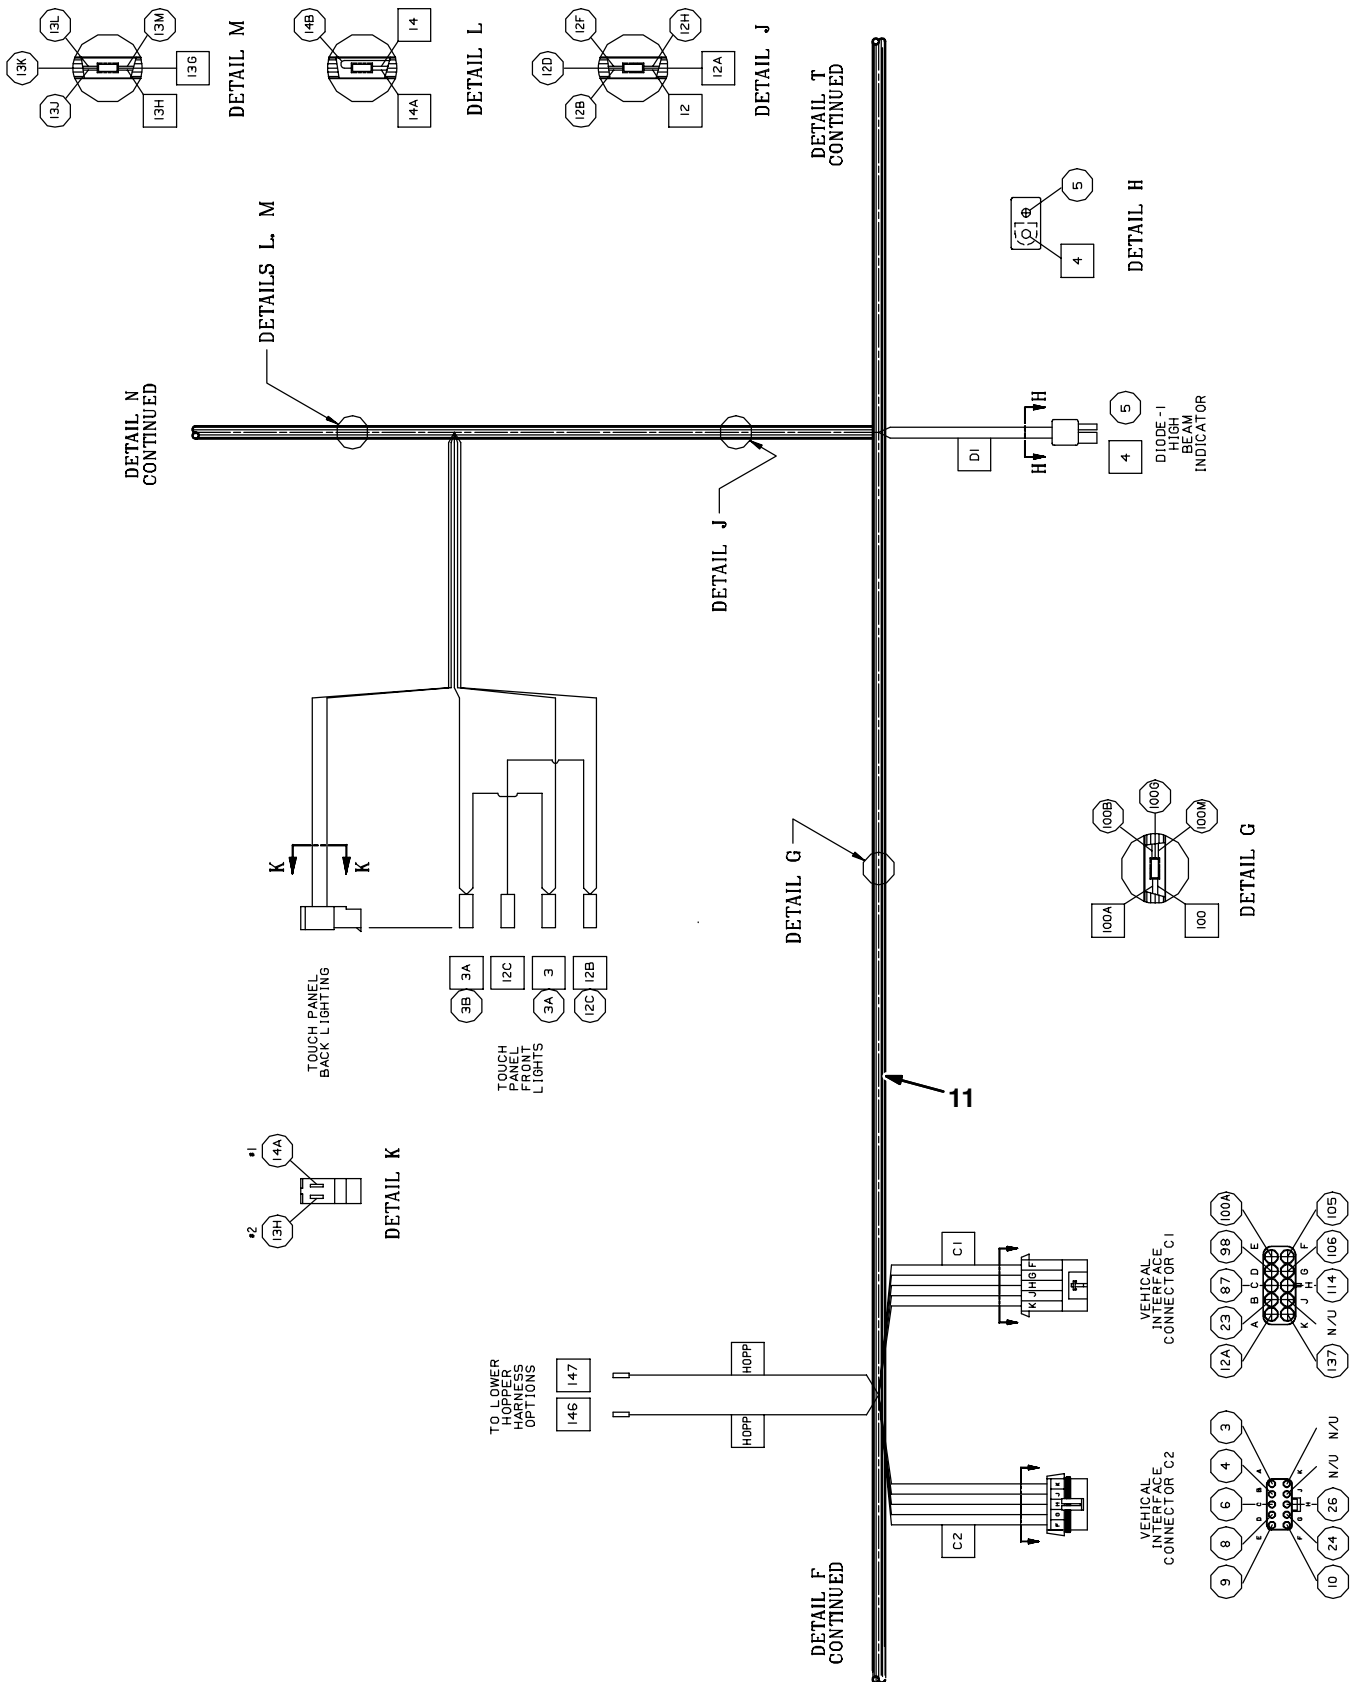 13K
13L
13M
13J
13H
13G
DETAIL M
14B
14
14A
DETAIL L
12D
12F
12H
12B
12
12A
DETAIL J
DETAIL T
CONTINUED
DETAIL N
CONTINUED
DETAILS L, M
DETAIL J
5
4
DETAIL H
D1
H
H
5
4
DIODE-1
HIGH
BEAM
INDICATOR
K
K
TOUCH PANEL
BACK LIGHTING
3A
12C
3
12B
3B
3A
12C
TOUCH
PANEL
FRONT
LIGHTS
DETAIL G
100B
100G
100M
100A
100
DETAIL G
11
#1
14A
#2
13H
DETAIL K
TO LOWER
HOPPER
HARNESS
OPTIONS
147
146
HOPP
HOPP
C1
K J H G F
VEHICAL
INTERFACE
CONNECTOR C1
12A 23 87 98 100A
A B C D E
K J H G F
137 N/U 114 106 105
C2
F G H J K
VEHICAL
INTERFACE
CONNECTOR C2
9 8 6 4 3
E D C B A
F G H J K
10 24 26 N/U N/U
DETAIL F
CONTINUED